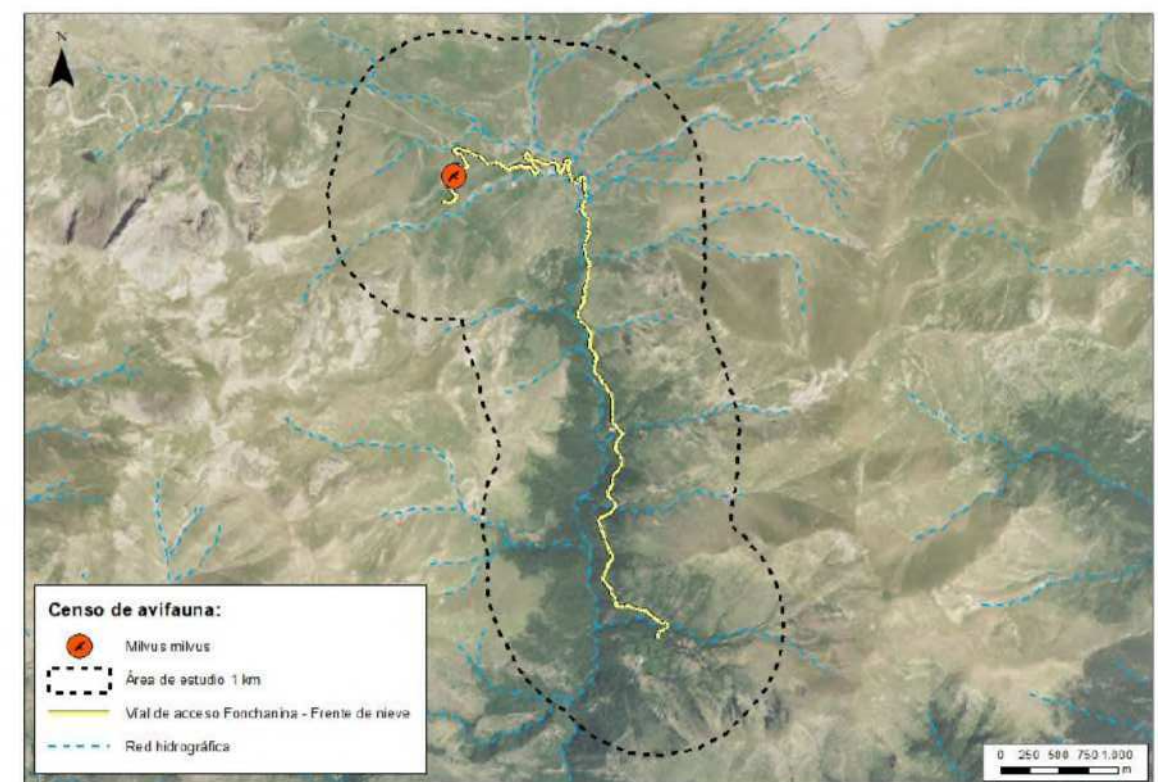 N
Censo de avifauna:
Milvus milvus
Área de estudio 1 km
Vial de acceso Fonchanina - Frente de nieve
Red hidrográfica
0 250 500 750 1.000
m